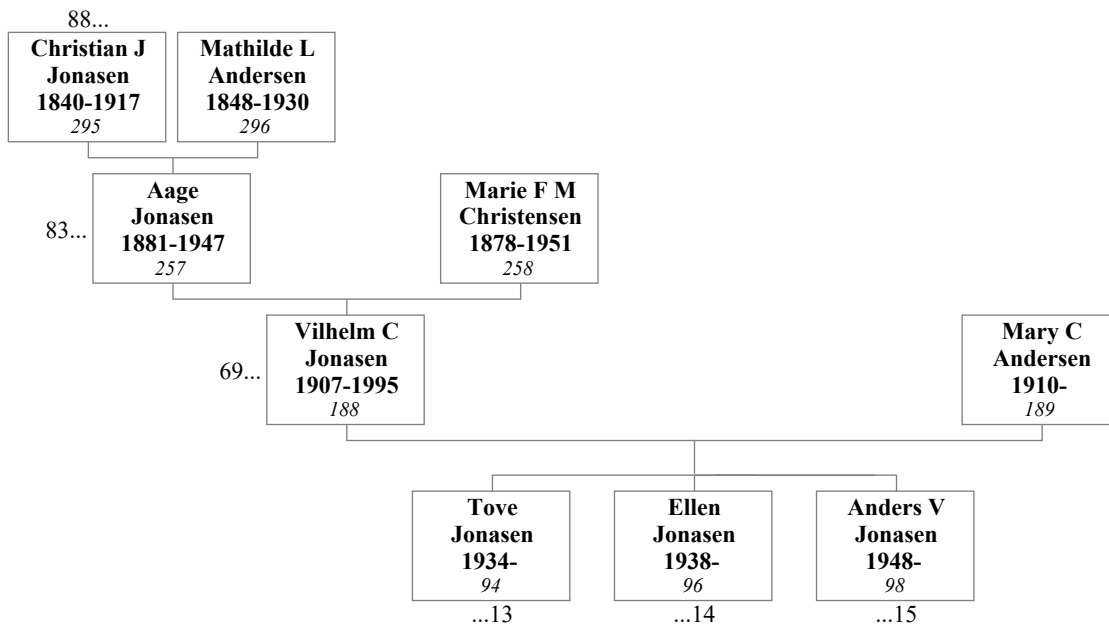 88...
Christian J
Jonasen
1840-1917
295
Mathilde L
Andersen
1848-1930
296
83...
Aage
Jonasen
1881-1947
257
Marie F M
Christensen
1878-1951
258
69...
Vilhelm C
Jonasen
1907-1995
188
Mary C
Andersen
1910-
189
Tove
Jonasen
1934-
94
...13
Ellen
Jonasen
1938-
96
...14
Anders V
Jonasen
1948-
98
...15